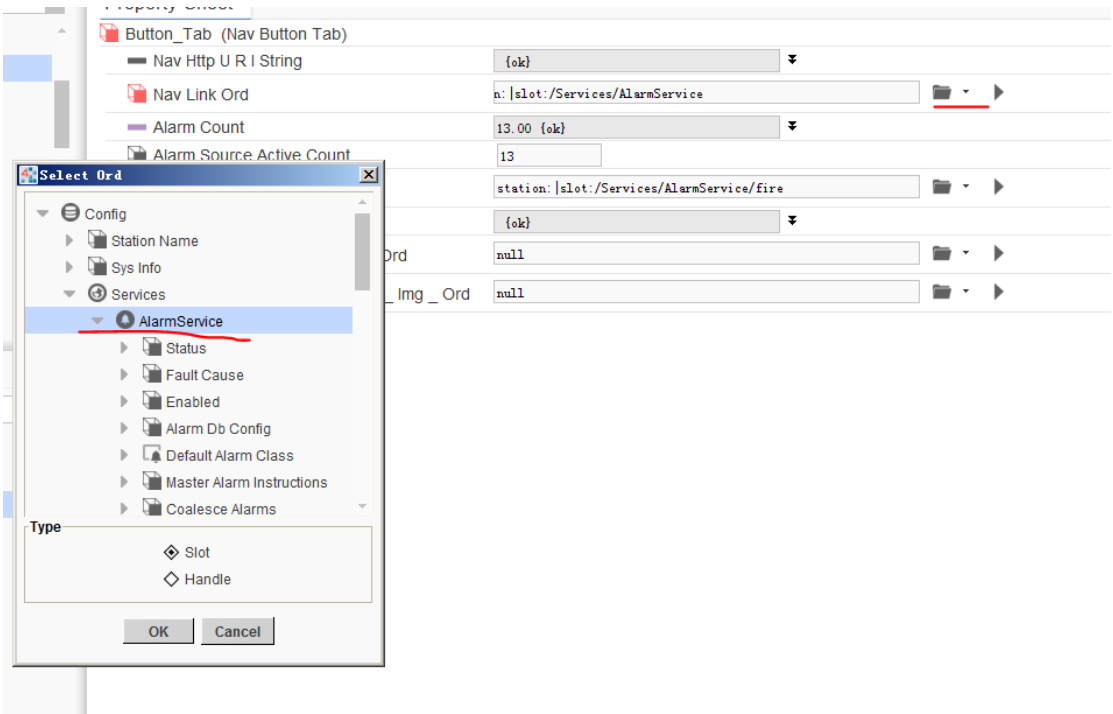 Property Sheet
Button_Tab (Nav Button Tab)
Nav Http U R I String
{ok}
Nav Link Ord
n:|slot:/Services/AlarmService
Alarm Count
13.00 {ok}
Alarm Source Active Count
13
station:|slot:/Services/AlarmService/fire
{ok}
Ord
null
_ Img _ Ord
null
Select Ord
Config
Station Name
Sys Info
Services
AlarmService
Status
Fault Cause
Enabled
Alarm Db Config
Default Alarm Class
Master Alarm Instructions
Coalesce Alarms
Type
Slot
Handle
OK
Cancel